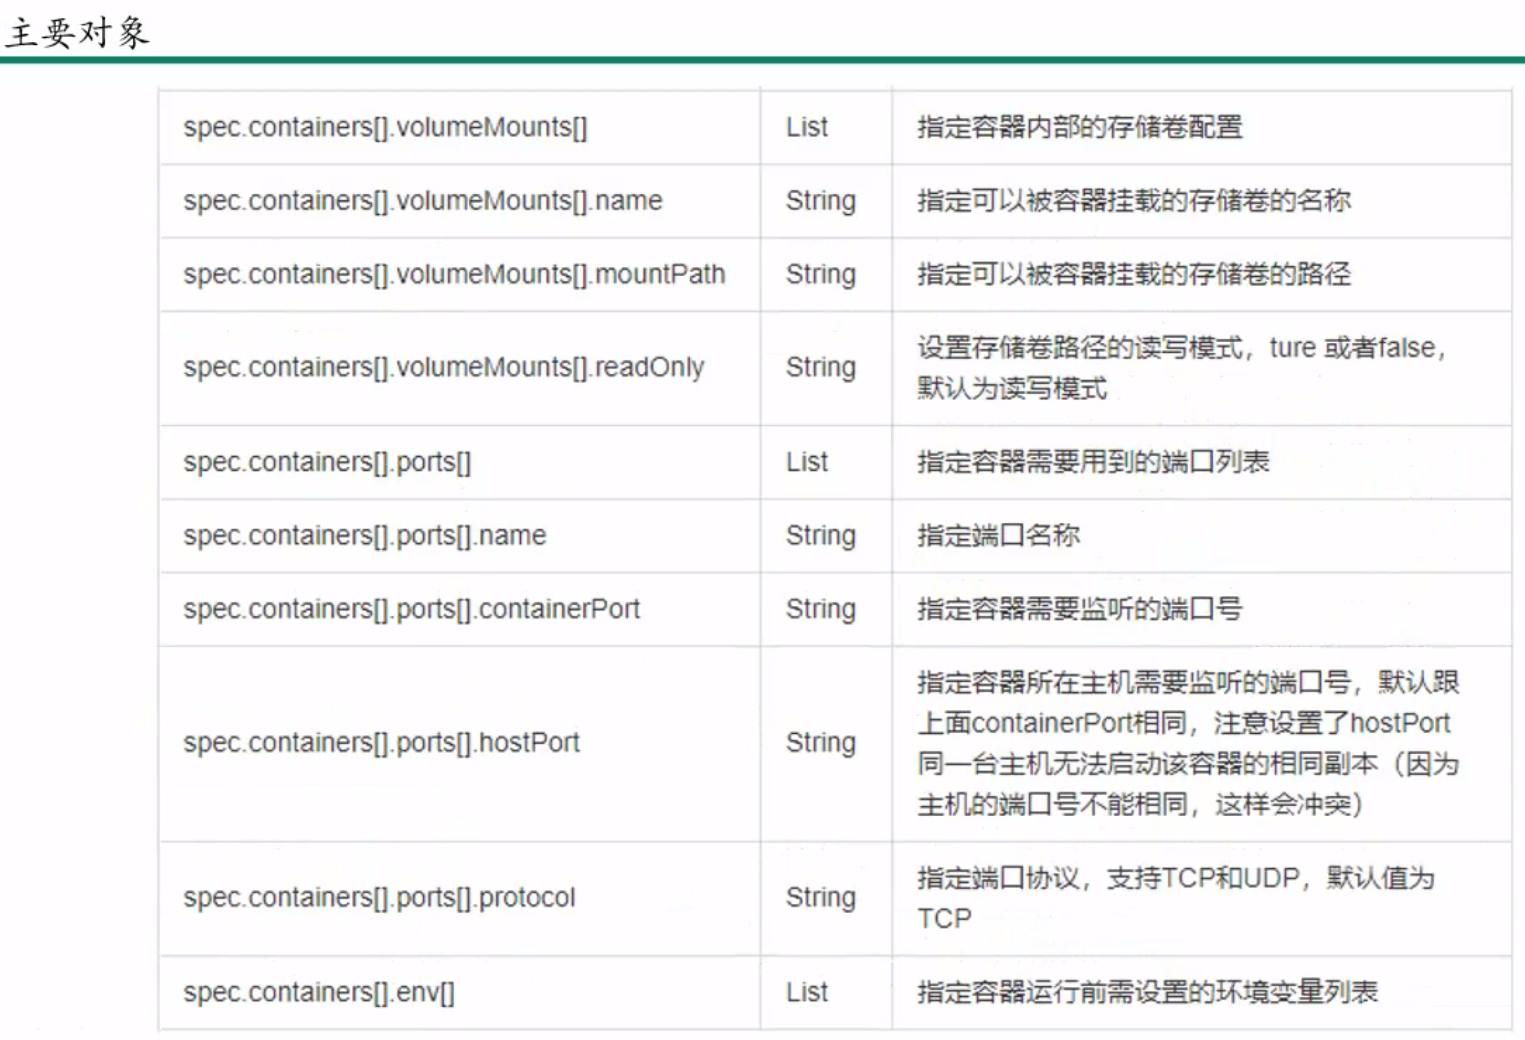 主要对象
spec.containers[].volumeMounts[] List 指定容器内部的存储卷配置
spec.containers[].volumeMounts[].name String 指定可以被容器挂载的存储卷的名称
spec.containers[].volumeMounts[].mountPath String 指定可以被容器挂载的存储卷的路径
spec.containers[].volumeMounts[].readOnly String 设置存储卷路径的读写模式，ture 或者false，
默认为读写模式
spec.containers[].ports[] List 指定容器需要用到的端口列表
spec.containers[].ports[].name String 指定端口名称
spec.containers[].ports[].containerPort String 指定容器需要监听的端口号
spec.containers[].ports[].hostPort String 指定容器所在主机需要监听的端口号，默认跟
上面containerPort相同，注意设置了hostPort
同一台主机无法启动该容器的相同副本（因为
主机的端口号不能相同，这样会冲突）
spec.containers[].ports[].protocol String 指定端口协议，支持TCP和UDP，默认值为
TCP
spec.containers[].env[] List 指定容器运行前需设置的环境变量列表